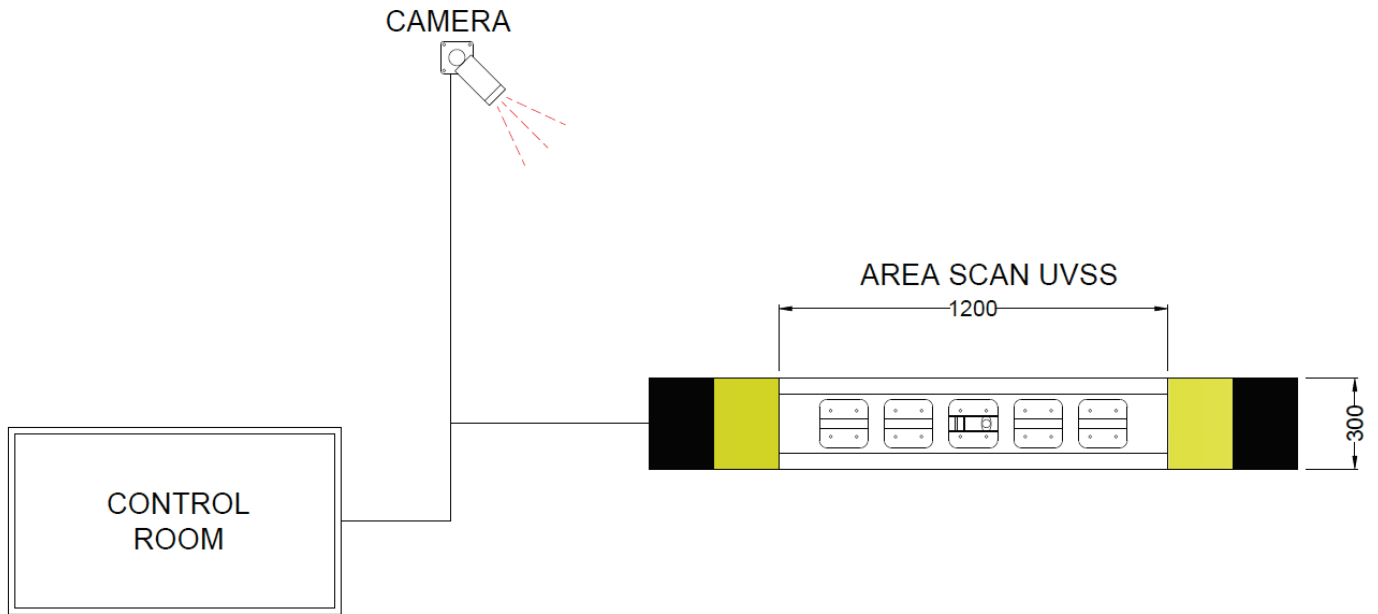 CAMERA
AREA SCAN UVSS
1200
300
CONTROL
ROOM